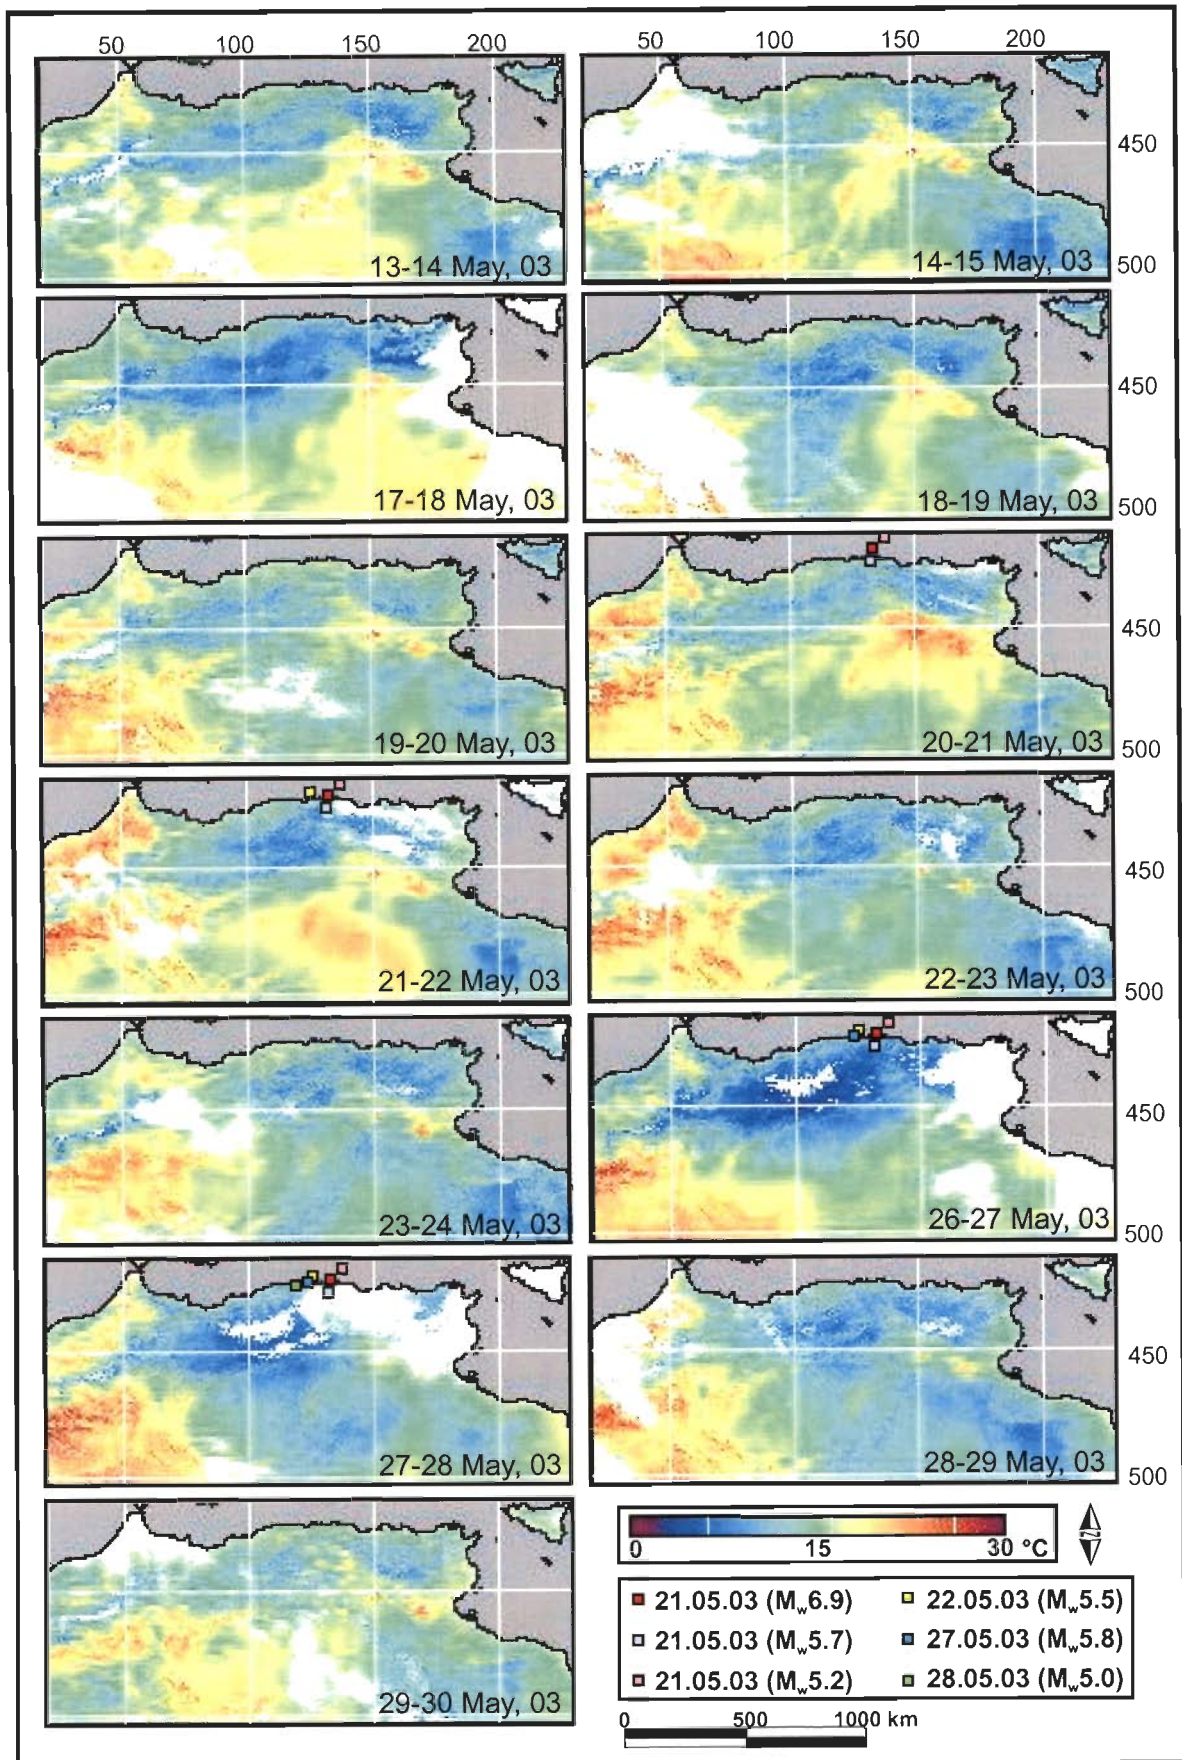 50 100 150 200 50 100 150 200
450
13-14 May, 03 14-15 May, 03 500
450
17-18 May, 03 18-19 May, 03 500
450
19-20 May, 03 20-21 May, 03 500
450
21-22 May, 03 22-23 May, 03 500
450
23-24 May, 03 26-27 May, 03 500
450
27-28 May, 03 28-29 May, 03 500
0 15 30 °C N
21.05.03 (Mw6.9) 22.05.03 (Mw5.5)
21.05.03 (Mw5.7) 27.05.03 (Mw5.8)
21.05.03 (Mw5.2) 28.05.03 (Mw5.0)
29-30 May, 03
0 500 1000 km